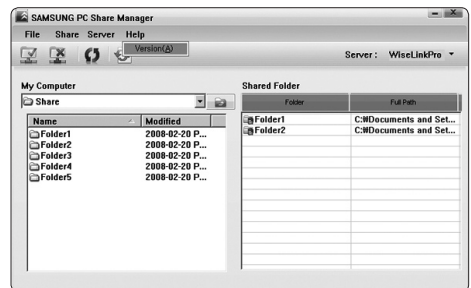 SAMSUNG PC Share Manager
File Share Server Help
Version(A)
Server : WiseLinkPro
My Computer
Share
Name Modified
Folder1 2008-02-20 P...
Folder2 2008-02-20 P...
Folder3 2008-02-20 P...
Folder4 2008-02-20 P...
Folder5 2008-02-20 P...
Shared Folder
Folder Full Path
Folder1 C:₩Documents and Set...
Folder2 C:₩Documents and Set...